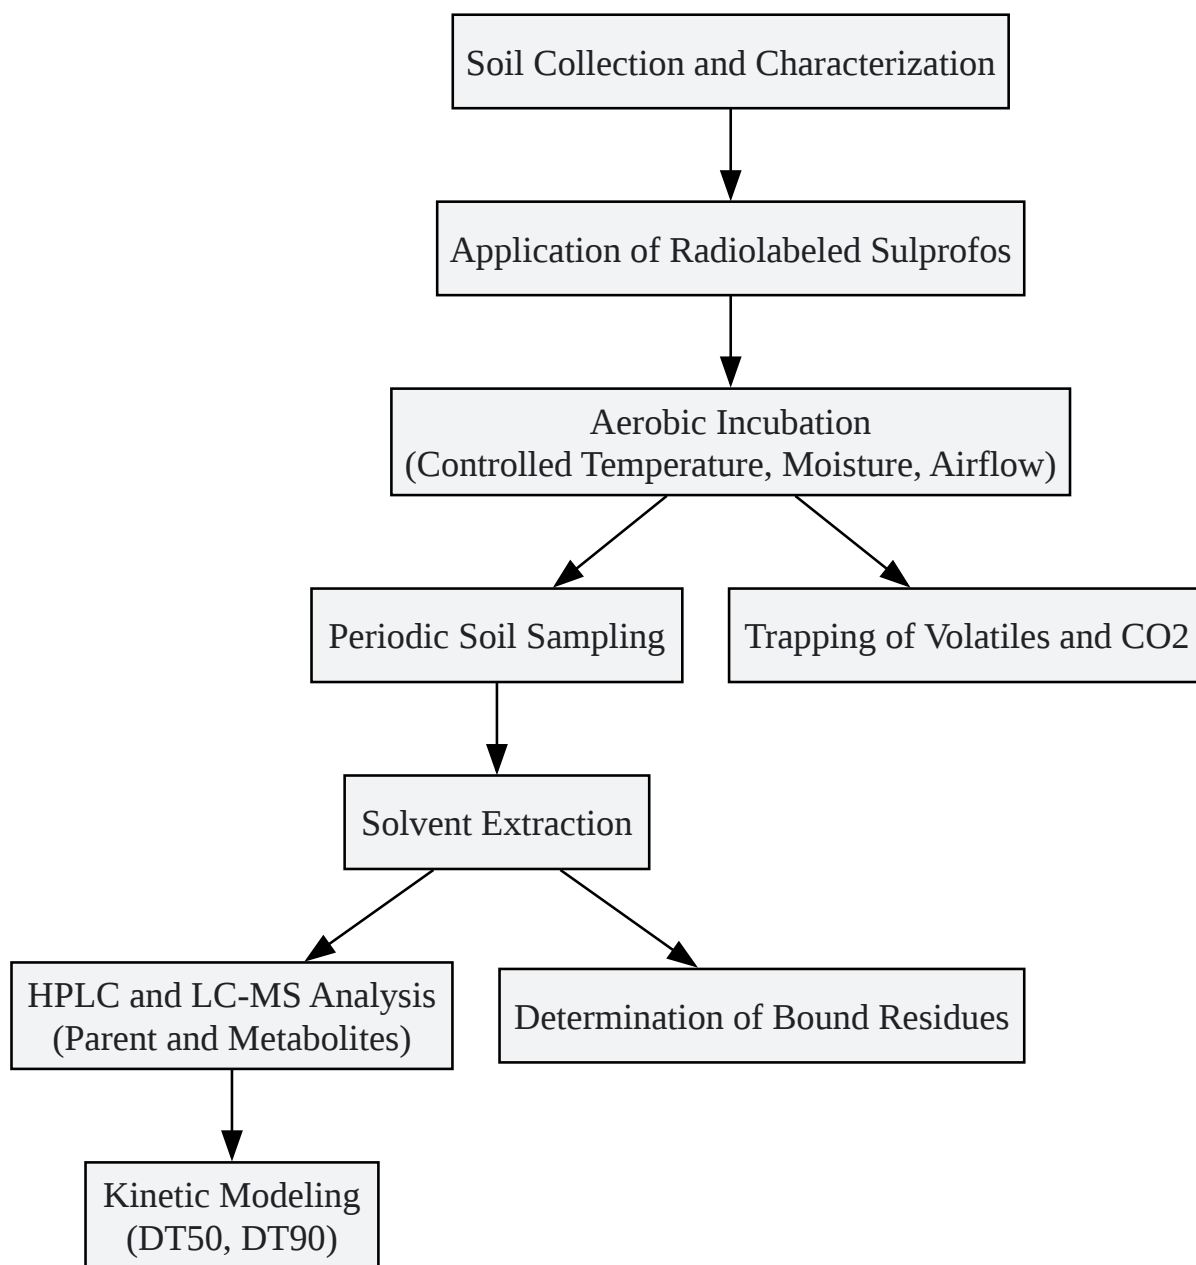 Soil Collection and Characterization
Application of Radiolabeled Sulprofos
Aerobic Incubation
(Controlled Temperature, Moisture, Airflow)
Periodic Soil Sampling
Trapping of Volatiles and CO2
Solvent Extraction
HPLC and LC-MS Analysis
(Parent and Metabolites)
Determination of Bound Residues
Kinetic Modeling
(DT50, DT90)